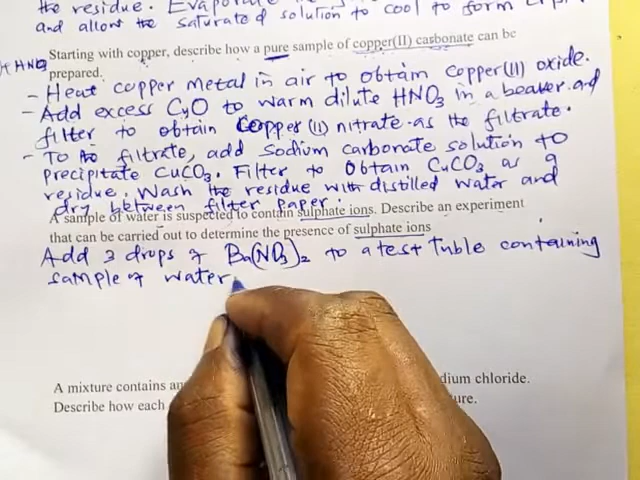 the residue. Evapora
and allow the saturated solution to cool to form
Starting with copper, describe how a pure sample of copper(II) carbonate can be
HNO3
prepared.
- Heat copper metal in air to obtain copper(II) oxide.
- Add excess CuO to warm dilute HNO3 in a beaker and
filter to obtain Copper (II) nitrate as the filtrate.
- To the filtrate, add Sodium carbonate solution to
precipitate CuCO3. Filter to obtain CuCO3 as a
residue. Wash the residue with distilled water and
dry between filter paper.
A sample of water is suspected to contain sulphate ions. Describe an experiment
that can be carried out to determine the presence of sulphate ions
Add 3 drops of Ba(NO3)2 to a test tube containing
sample of water
A mixture contains dium chloride.
Describe how each ure.